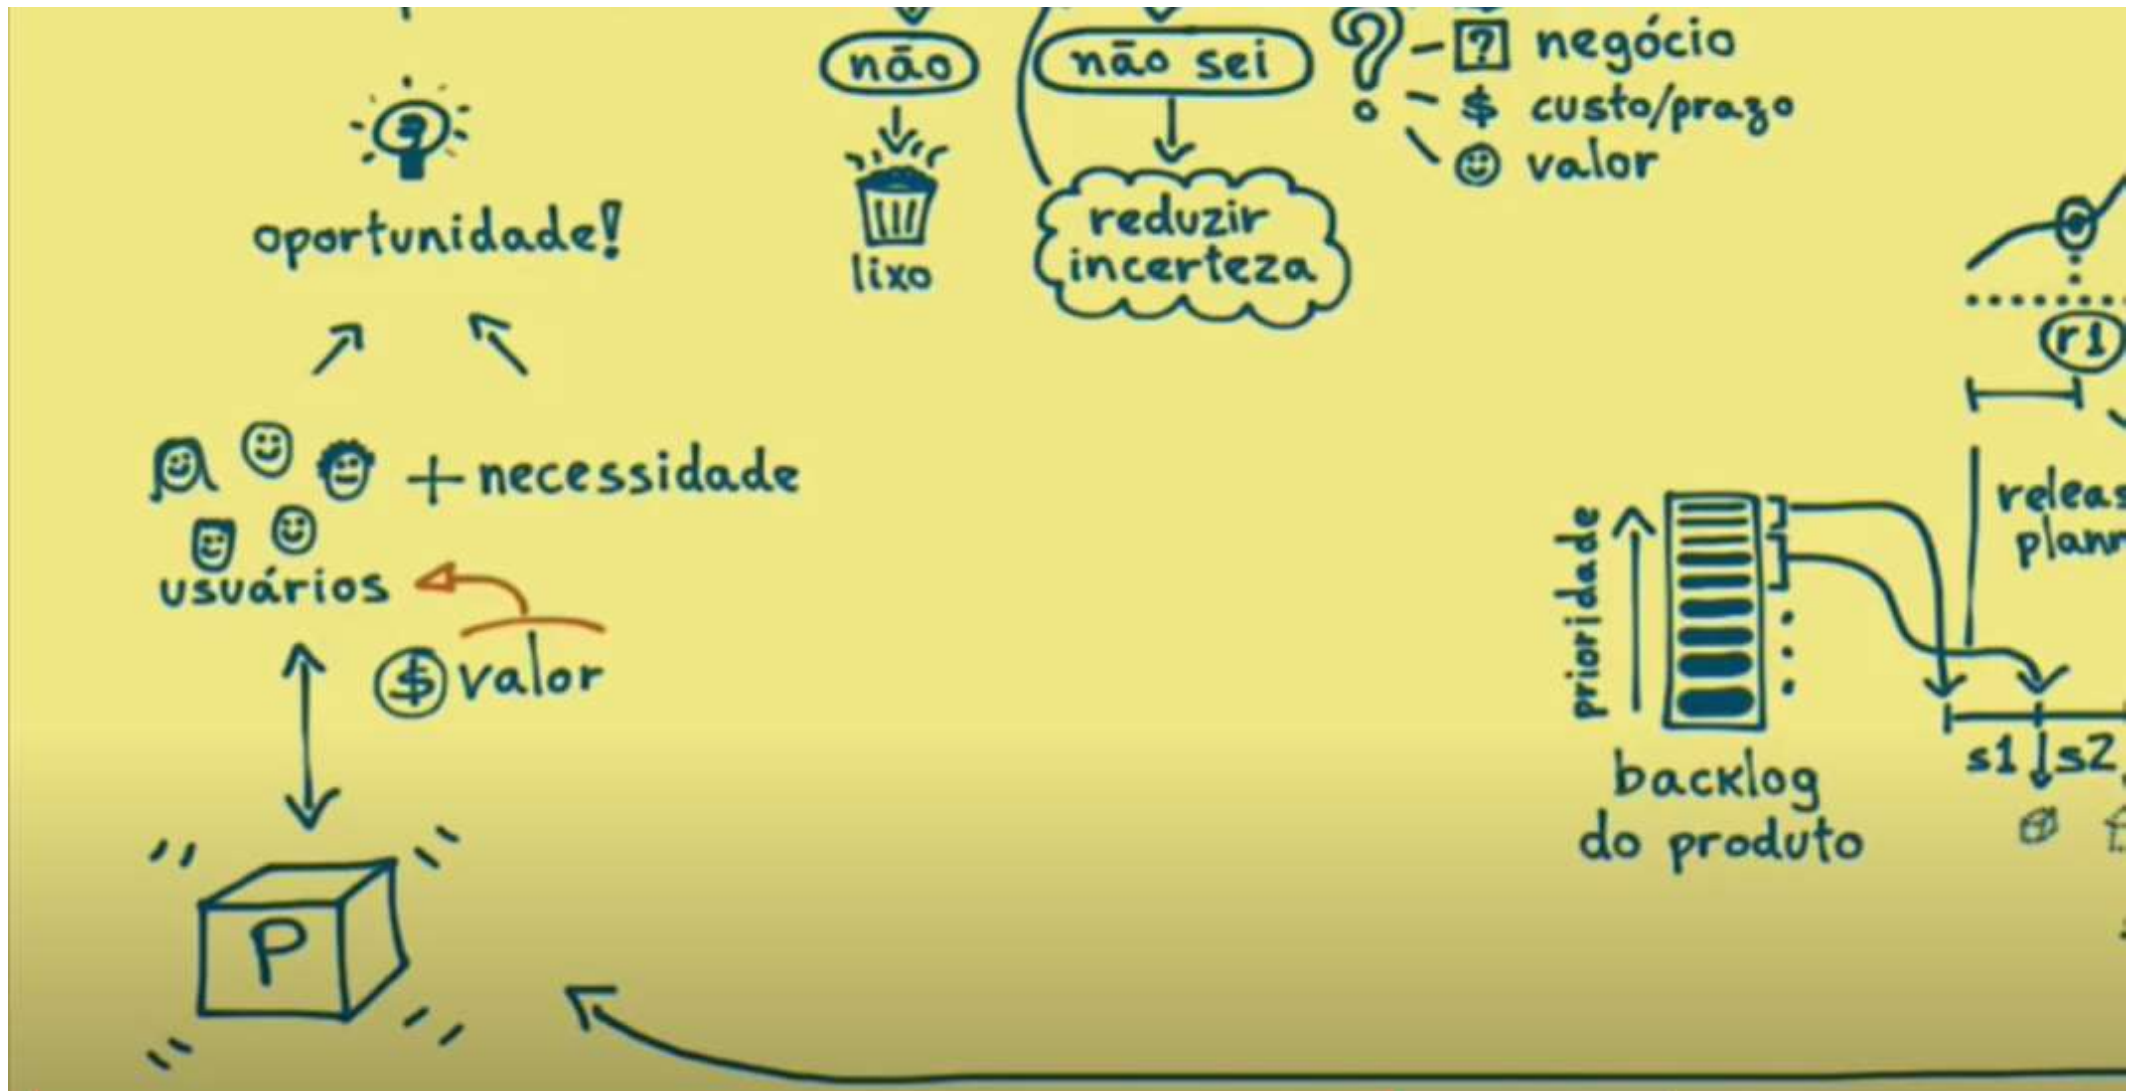 não
não sei
? negócio
$ custo/prazo
valor
?
oportunidade!
lixo
reduzir
incerteza
r1
+ necessidade
usuários
$ valor
prioridade
backlog
do produto
s1
s2
P